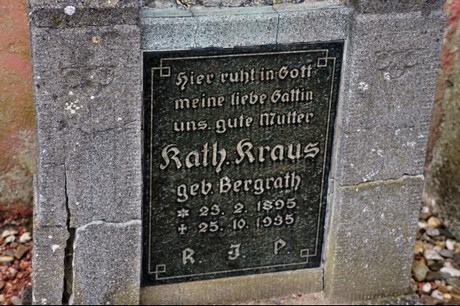 Hier ruht in Gott
meine liebe Gattin
uns. gute Mutter
Kath. Kraus
geb. Bergrath
* 23. 2. 1895
✝ 25. 10. 1935
R. J. P.